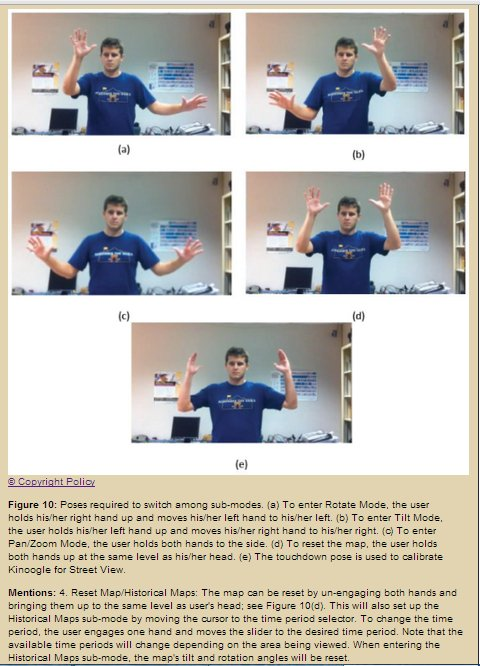 (a)
(b)
(c)
(d)
(e)
© Copyright Policy
Figure 10: Poses required to switch among sub-modes. (a) To enter Rotate Mode, the user
holds his/her right hand up and moves his/her left hand to his/her left. (b) To enter Tilt Mode,
the user holds his/her left hand up and moves his/her right hand to his/her right. (c) To enter
Pan/Zoom Mode, the user holds both hands to the side. (d) To reset the map, the user holds
both hands up at the same level as his/her head. (e) The touchdown pose is used to calibrate
Kinoogle for Street View.
Mentions: 4. Reset Map/Historical Maps: The map can be reset by un-engaging both hands and
bringing them up to the same level as user's head; see Figure 10(d). This will also set up the
Historical Maps sub-mode by moving the cursor to the time period selector. To change the
time period, the user engages one hand and moves the slider to the desired time period. Note that the
available time periods will change depending on the area being viewed. When entering the
Historical Maps sub-mode, the map's tilt and rotation angles will be reset.